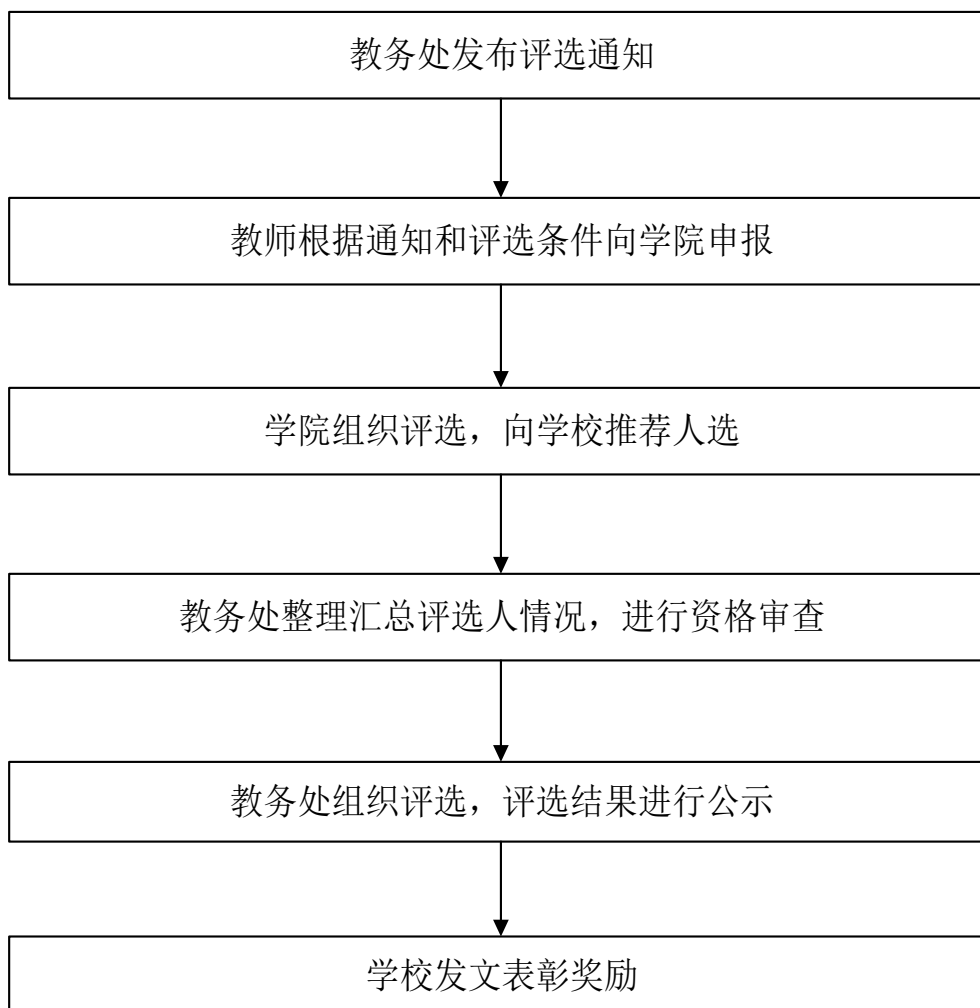 教务处发布评选通知
教师根据通知和评选条件向学院申报
学院组织评选，向学校推荐人选
教务处整理汇总评选人情况，进行资格审查
教务处组织评选，评选结果进行公示
学校发文表彰奖励